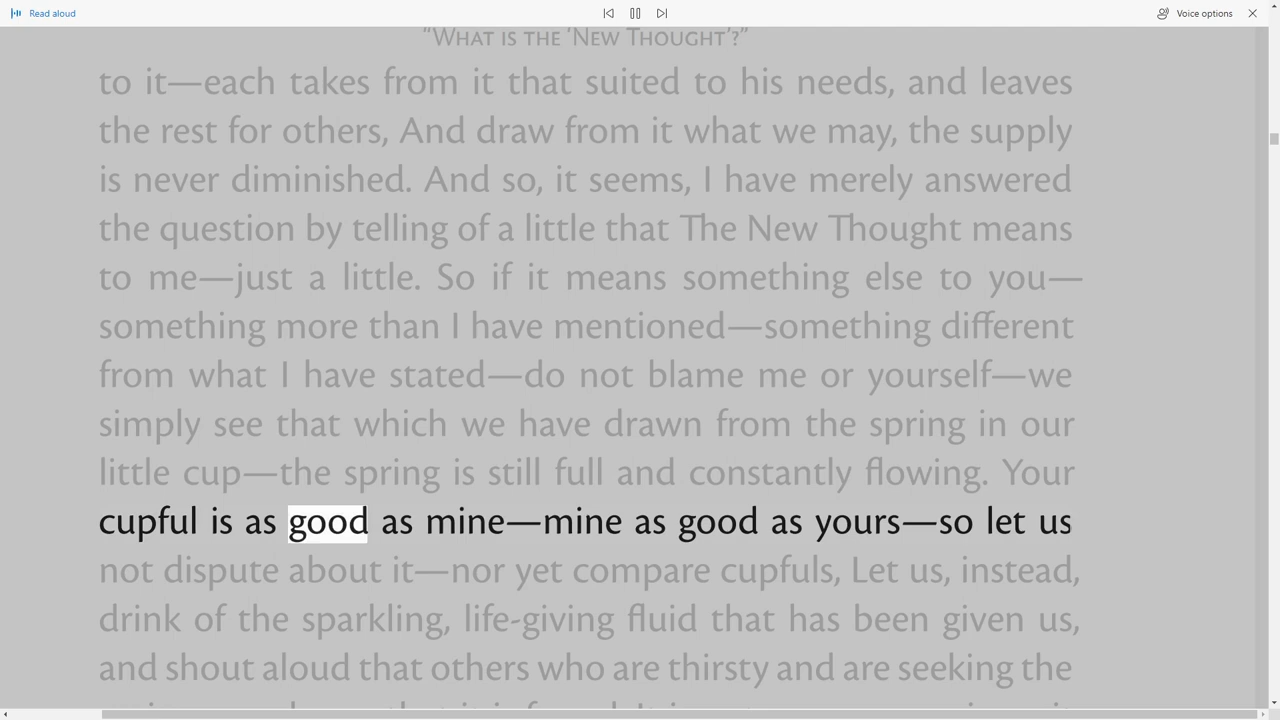 Read aloud
Voice options
“What is the ‘New Thought’?”
to it—each takes from it that suited to his needs, and leaves
the rest for others, And draw from it what we may, the supply
is never diminished. And so, it seems, I have merely answered
the question by telling of a little that The New Thought means
to me—just a little. So if it means something else to you—
something more than I have mentioned—something different
from what I have stated—do not blame me or yourself—we
simply see that which we have drawn from the spring in our
little cup—the spring is still full and constantly flowing. Your
cupful is as good as mine—mine as good as yours—so let us
not dispute about it—nor yet compare cupfuls, Let us, instead,
drink of the sparkling, life-giving fluid that has been given us,
and shout aloud that others who are thirsty and are seeking the